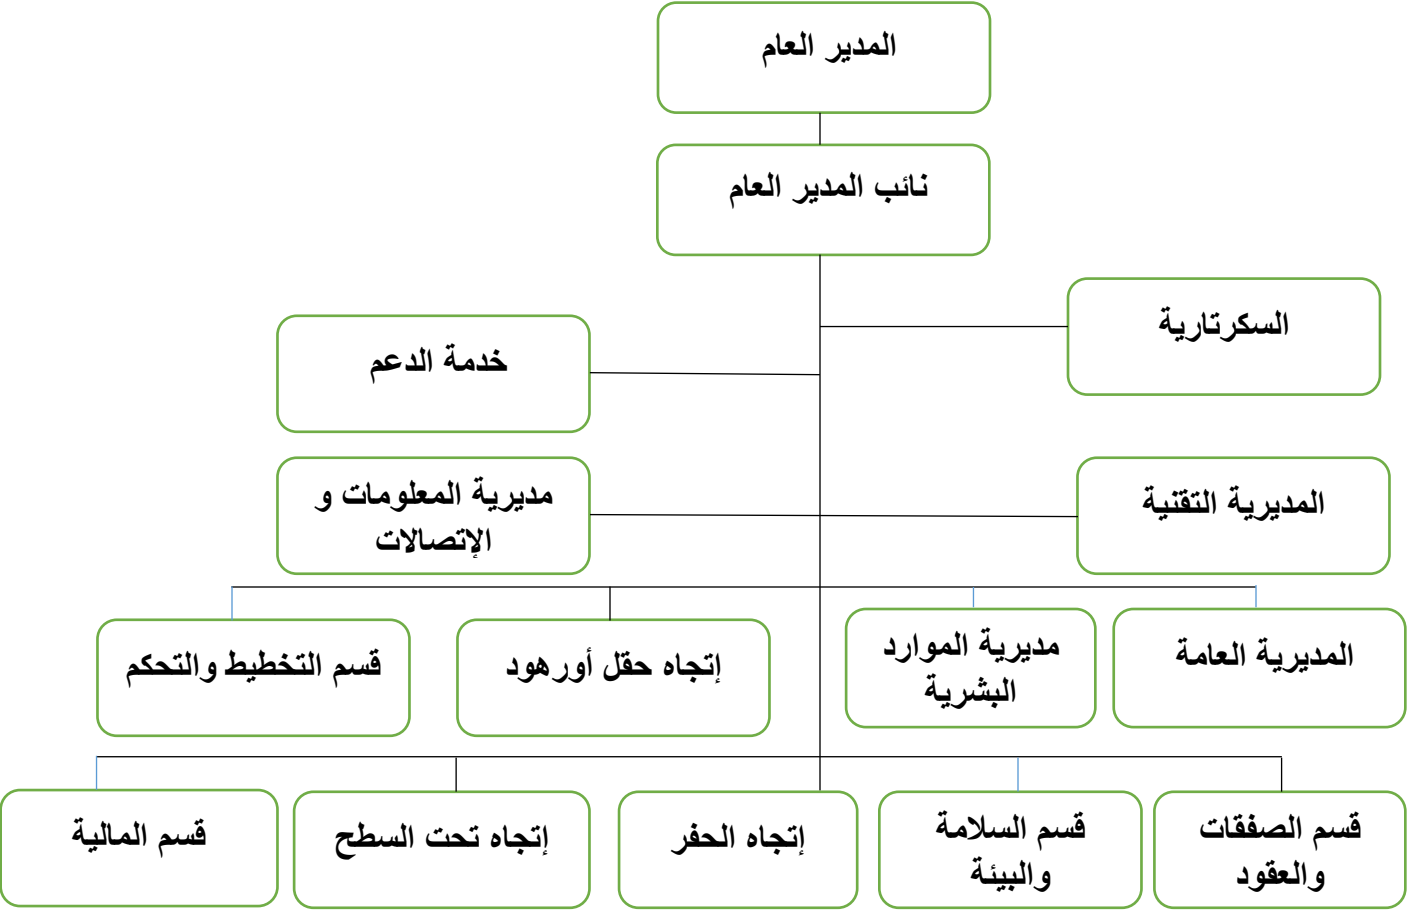 المدير العام
نائب المدير العام
السكرتارية
خدمة الدعم
المديرية التقنية
مديرية المعلومات و
الإتصالات
المديرية العامة
مديرية الموارد
البشرية
إتجاه حقل أورهود
قسم التخطيط والتحكم
قسم الصفقات
والعقود
قسم السلامة
والبيئة
إتجاه الحفر
إتجاه تحت السطح
قسم المالية